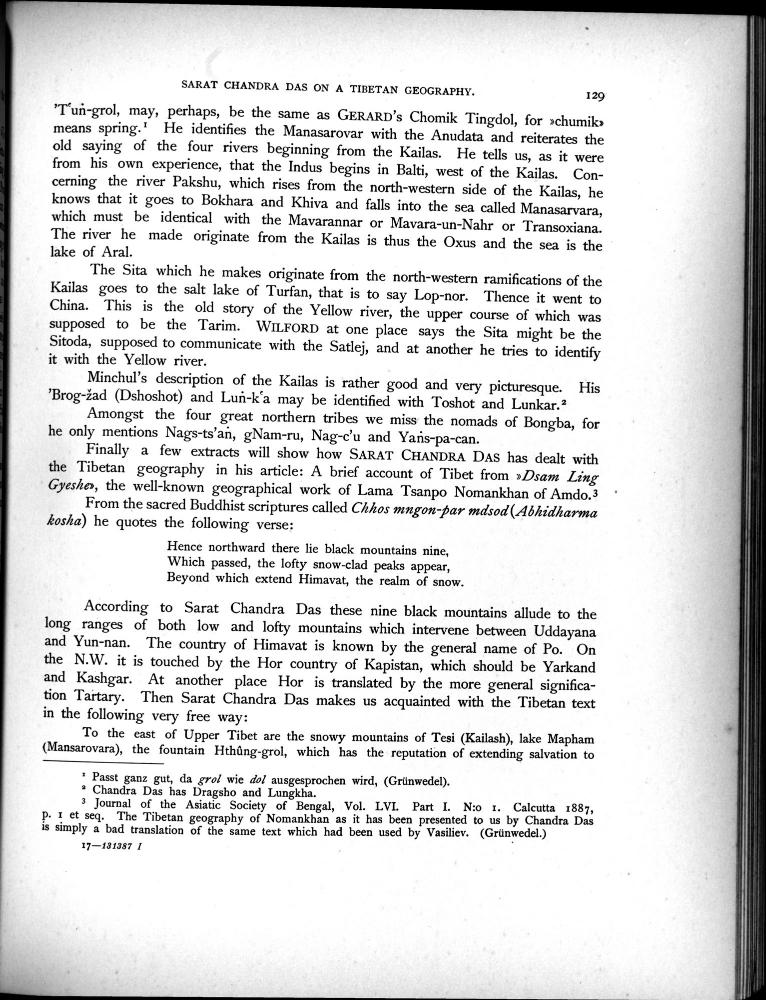 SARAT CHANDRA DAS ON A TIBETAN GEOGRAPHY.
129
'Tʿuṅ-grol, may, perhaps, be the same as GERARD's Chomik Tingdol, for »chumik»
means spring.¹ He identifies the Manasarovar with the Anudata and reiterates the
old saying of the four rivers beginning from the Kailas. He tells us, as it were
from his own experience, that the Indus begins in Balti, west of the Kailas. Con-
cerning the river Pakshu, which rises from the north-western side of the Kailas, he
knows that it goes to Bokhara and Khiva and falls into the sea called Manasarvara,
which must be identical with the Mavarannar or Mavara-un-Nahr or Transoxiana.
The river he made originate from the Kailas is thus the Oxus and the sea is the
lake of Aral.
The Sita which he makes originate from the north-western ramifications of the
Kailas goes to the salt lake of Turfan, that is to say Lop-nor. Thence it went to
China. This is the old story of the Yellow river, the upper course of which was
supposed to be the Tarim. WILFORD at one place says the Sita might be the
Sitoda, supposed to communicate with the Satlej, and at another he tries to identify
it with the Yellow river.
Minchul's description of the Kailas is rather good and very picturesque. His
'Brog-žad (Dshoshot) and Luṅ-kʿa may be identified with Toshot and Lunkar.²
Amongst the four great northern tribes we miss the nomads of Bongba, for
he only mentions Nags-ts'aṅ, gNam-ru, Nag-c'u and Yaṅs-pa-can.
Finally a few extracts will show how SARAT CHANDRA DAS has dealt with
the Tibetan geography in his article: A brief account of Tibet from »Dsam Ling
Gyeshe», the well-known geographical work of Lama Tsanpo Nomankhan of Amdo.³
From the sacred Buddhist scriptures called Chhos mngon-par mdsod (Abhidharma
kosha) he quotes the following verse:
Hence northward there lie black mountains nine,
Which passed, the lofty snow-clad peaks appear,
Beyond which extend Himavat, the realm of snow.
According to Sarat Chandra Das these nine black mountains allude to the
long ranges of both low and lofty mountains which intervene between Uddayana
and Yun-nan. The country of Himavat is known by the general name of Po. On
the N.W. it is touched by the Hor country of Kapistan, which should be Yarkand
and Kashgar. At another place Hor is translated by the more general significa-
tion Tartary. Then Sarat Chandra Das makes us acquainted with the Tibetan text
in the following very free way:
To the east of Upper Tibet are the snowy mountains of Tesi (Kailash), lake Mapham
(Mansarovara), the fountain Hthûng-grol, which has the reputation of extending salvation to
¹ Passt ganz gut, da grol wie dol ausgesprochen wird, (Grünwedel).
² Chandra Das has Dragsho and Lungkha.
³ Journal of the Asiatic Society of Bengal, Vol. LVI. Part I. N:o 1. Calcutta 1887,
p. 1 et seq. The Tibetan geography of Nomankhan as it has been presented to us by Chandra Das
is simply a bad translation of the same text which had been used by Vasiliev. (Grünwedel.)
17—131387 I